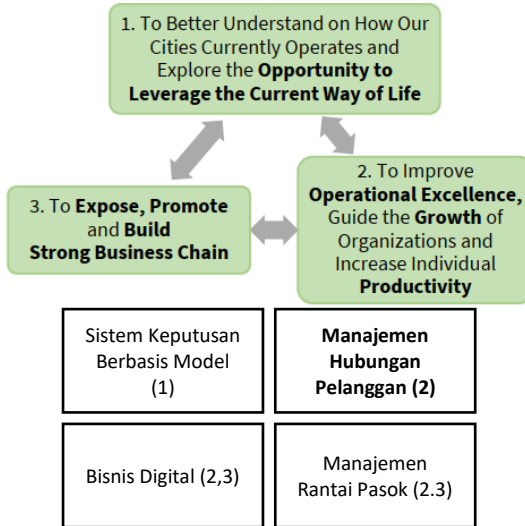 1. To Better Understand on How Our
Cities Currently Operates and
Explore the Opportunity to
Leverage the Current Way of Life
2. To Improve
Operational Excellence,
Guide the Growth of
Organizations and
Increase Individual
Productivity
3. To Expose, Promote
and Build
Strong Business Chain
Sistem Keputusan
Berbasis Model
(1)
Manajemen
Hubungan
Pelanggan (2)
Bisnis Digital (2,3)
Manajemen
Rantai Pasok (2.3)